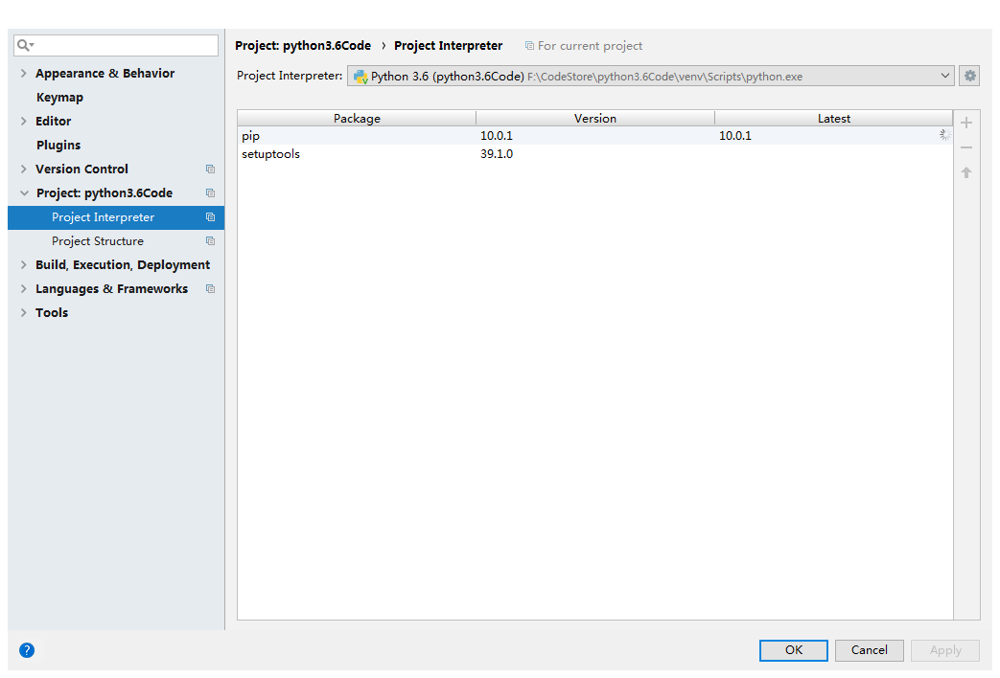 Appearance & Behavior
Keymap
Editor
Plugins
Version Control
Project: python3.6Code
Project Interpreter
Project Structure
Build, Execution, Deployment
Languages & Frameworks
Tools
Project: python3.6Code › Project Interpreter For current project
Project Interpreter: Python 3.6 (python3.6Code) F:\CodeStore\python3.6Code\venv\Scripts\python.exe
Package Version Latest
pip 10.0.1 10.0.1
setuptools 39.1.0
? OK Cancel Apply